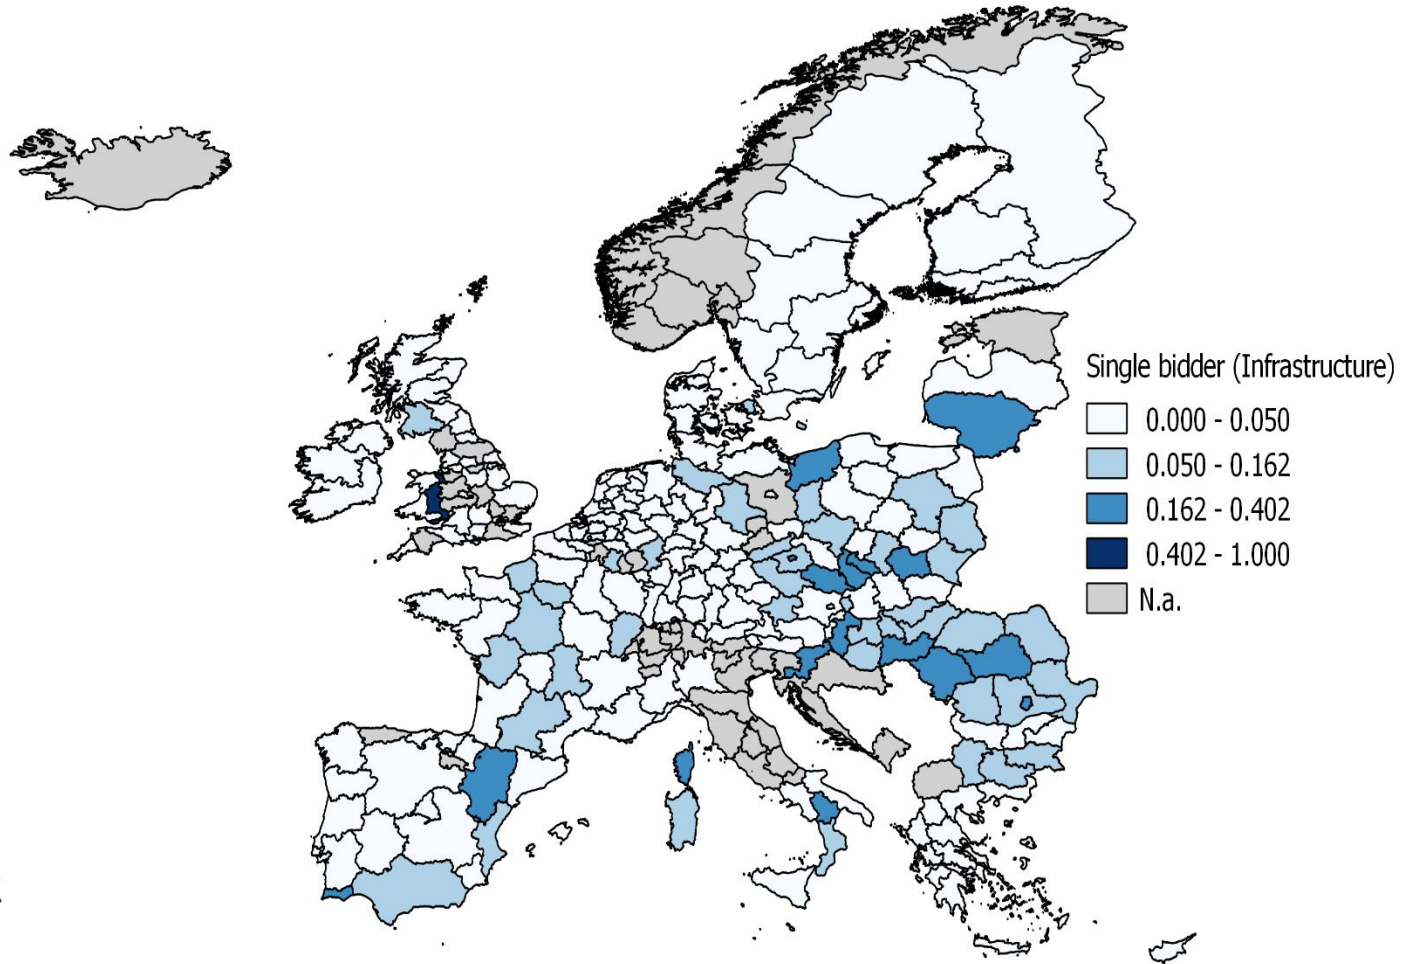 Single bidder (Infrastructure)
0.000 - 0.050
0.050 - 0.162
0.162 - 0.402
0.402 - 1.000
N.a.